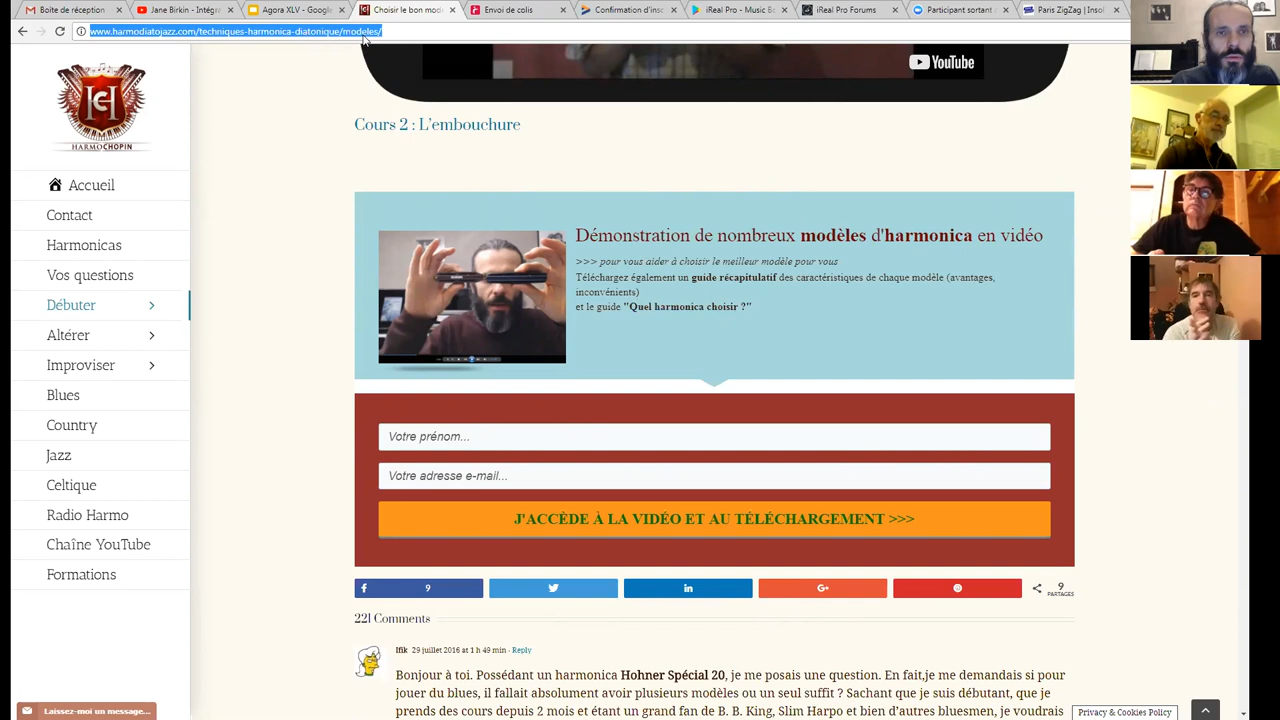 Boîte de réception
Jane Birkin - Intégra
Agora XLV - Google
Choisir le bon mod
Envoi de colis
Confirmation d'insc
iReal Pro - Music Bo
iReal Pro Forums
Participant sortant
Paris ZigZag | Insol
www.harmodiatojazz.com/techniques-harmonica-diatonique/modeles/
HC
HARMOCHOPIN
YouTube
Cours 2 : L'embouchure
Accueil
Contact
Harmonicas
Vos questions
Débuter
Altérer
Improviser
Blues
Country
Jazz
Celtique
Radio Harmo
Chaîne YouTube
Formations
Démonstration de nombreux modèles d'harmonica en vidéo
>>> pour vous aider à choisir le meilleur modèle pour vous
Téléchargez également un guide récapitulatif des caractéristiques de chaque modèle (avantages,
inconvénients)
et le guide "Quel harmonica choisir ?"
Votre prénom...
Votre adresse e-mail...
J'ACCÈDE À LA VIDÉO ET AU TÉLÉCHARGEMENT >>>
9
9
PARTAGES
221 Comments
Ifik 29 juillet 2016 at 1 h 49 min - Reply
Bonjour à toi. Possédant un harmonica Hohner Spécial 20, je me posais une question. En fait,je me demandais si pour
jouer du blues, il fallait absolument avoir plusieurs modèles ou un seul suffit ? Sachant que je suis débutant, que je
prends des cours depuis 2 mois et étant un grand fan de B. B. King, Slim Harpo et bien d'autres bluesmen, je voudrais
Laissez-moi un message...
Privacy & Cookies Policy